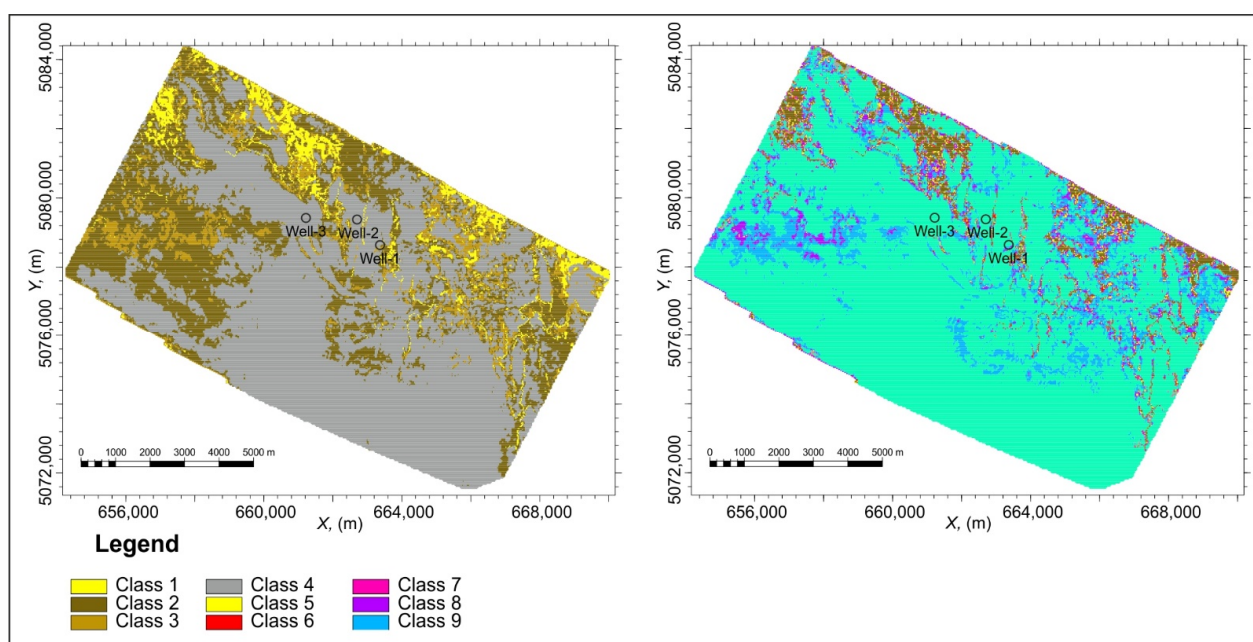 5084,000
5080,000
5076,000
5072,000
Y, (m)
Well-3
Well-2
Well-1
0 1000 2000 3000 4000 5000 m
656,000 660,000 664,000 668,000
X, (m)
5084,000
5080,000
5076,000
5072,000
Y, (m)
Well-3
Well-2
Well-1
0 1000 2000 3000 4000 5000 m
656,000 660,000 664,000 668,000
X, (m)
Legend
Class 1 Class 4 Class 7
Class 2 Class 5 Class 8
Class 3 Class 6 Class 9